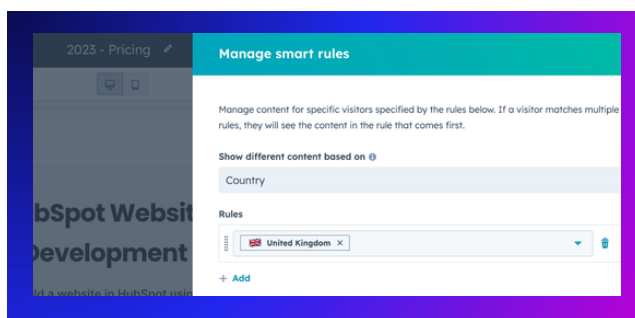 2023 - Pricing
Manage smart rules
Manage content for specific visitors specified by the rules below. If a visitor matches multiple
rules, they will see the content in the rule that comes first.
Show different content based on
Country
Rules
United Kingdom ×
+ Add
bSpot Websit
Development
ld a website in HubSpot usin